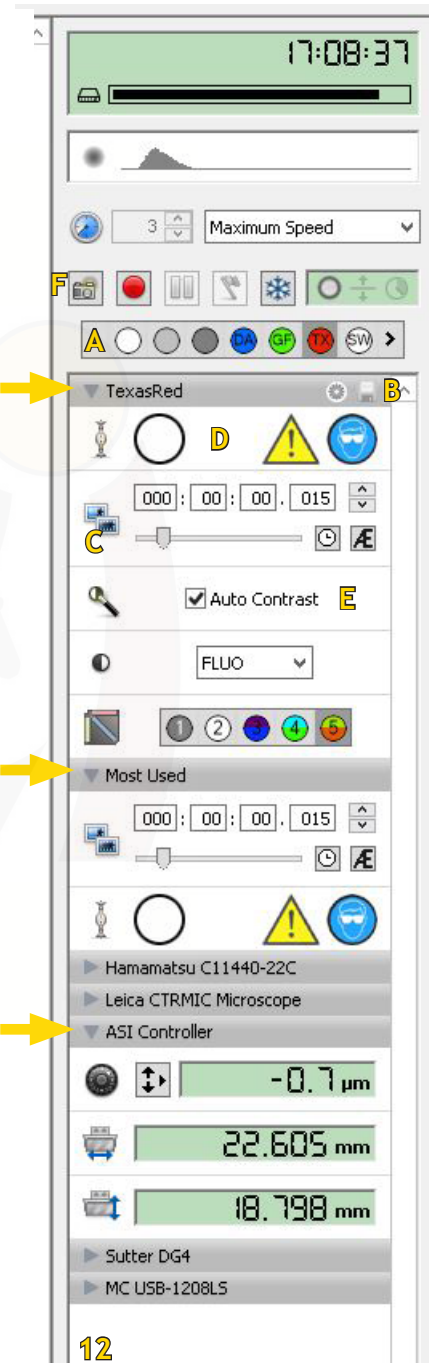 17:08:37
3 Maximum Speed
F
A DA GF TX SW
TexasRed B
D
000 : 00 : 00 . 015
C Æ
Auto Contrast E
FLUO
1 2 3 4 5
Most Used
000 : 00 : 00 . 015
Æ
Hamamatsu C11440-22C
Leica CTRMIC Microscope
ASI Controller
-0.7 µm
22.605 mm
18.798 mm
Sutter DG4
MC USB-1208LS
12